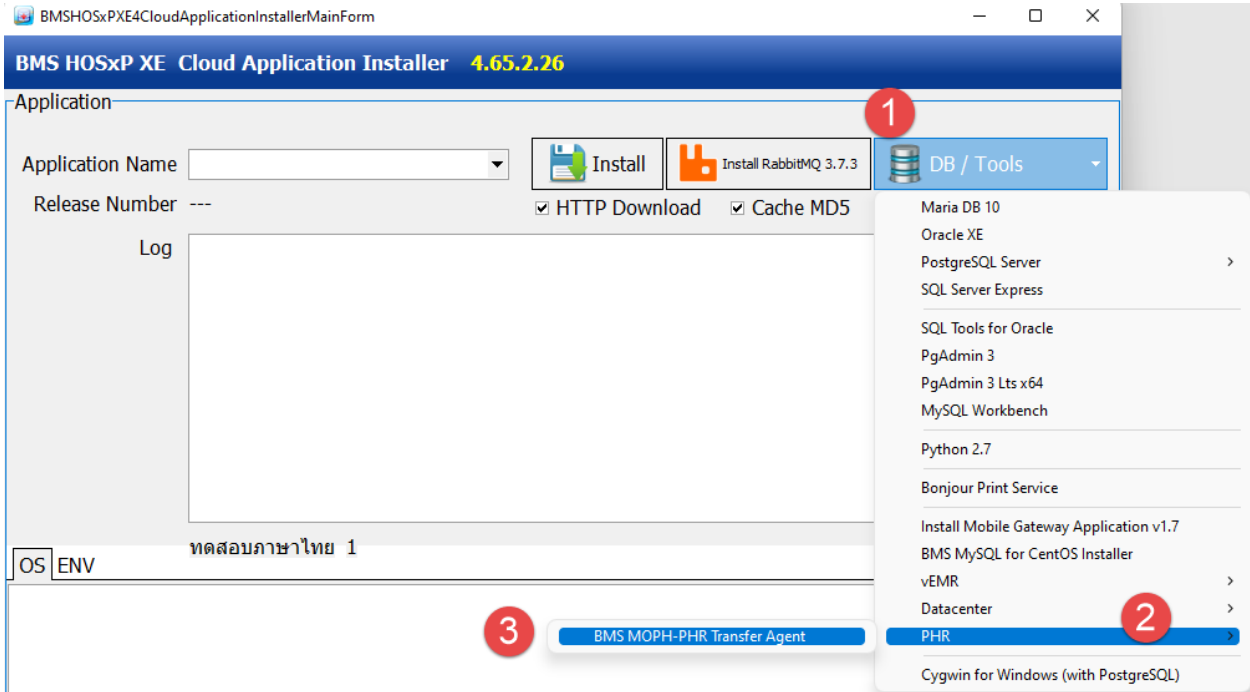 BMSHOSxPXE4CloudApplicationInstallerMainForm
BMS HOSxP XE Cloud Application Installer 4.65.2.26
Application
1
Application Name
Install
Install RabbitMQ 3.7.3
DB / Tools
Release Number ---
HTTP Download
Cache MD5
Log
Maria DB 10
Oracle XE
PostgreSQL Server
SQL Server Express
SQL Tools for Oracle
PgAdmin 3
PgAdmin 3 Lts x64
MySQL Workbench
Python 2.7
Bonjour Print Service
Install Mobile Gateway Application v1.7
BMS MySQL for CentOS Installer
vEMR
Datacenter
2
PHR
Cygwin for Windows (with PostgreSQL)
ทดสอบภาษาไทย 1
OS ENV
3
BMS MOPH-PHR Transfer Agent